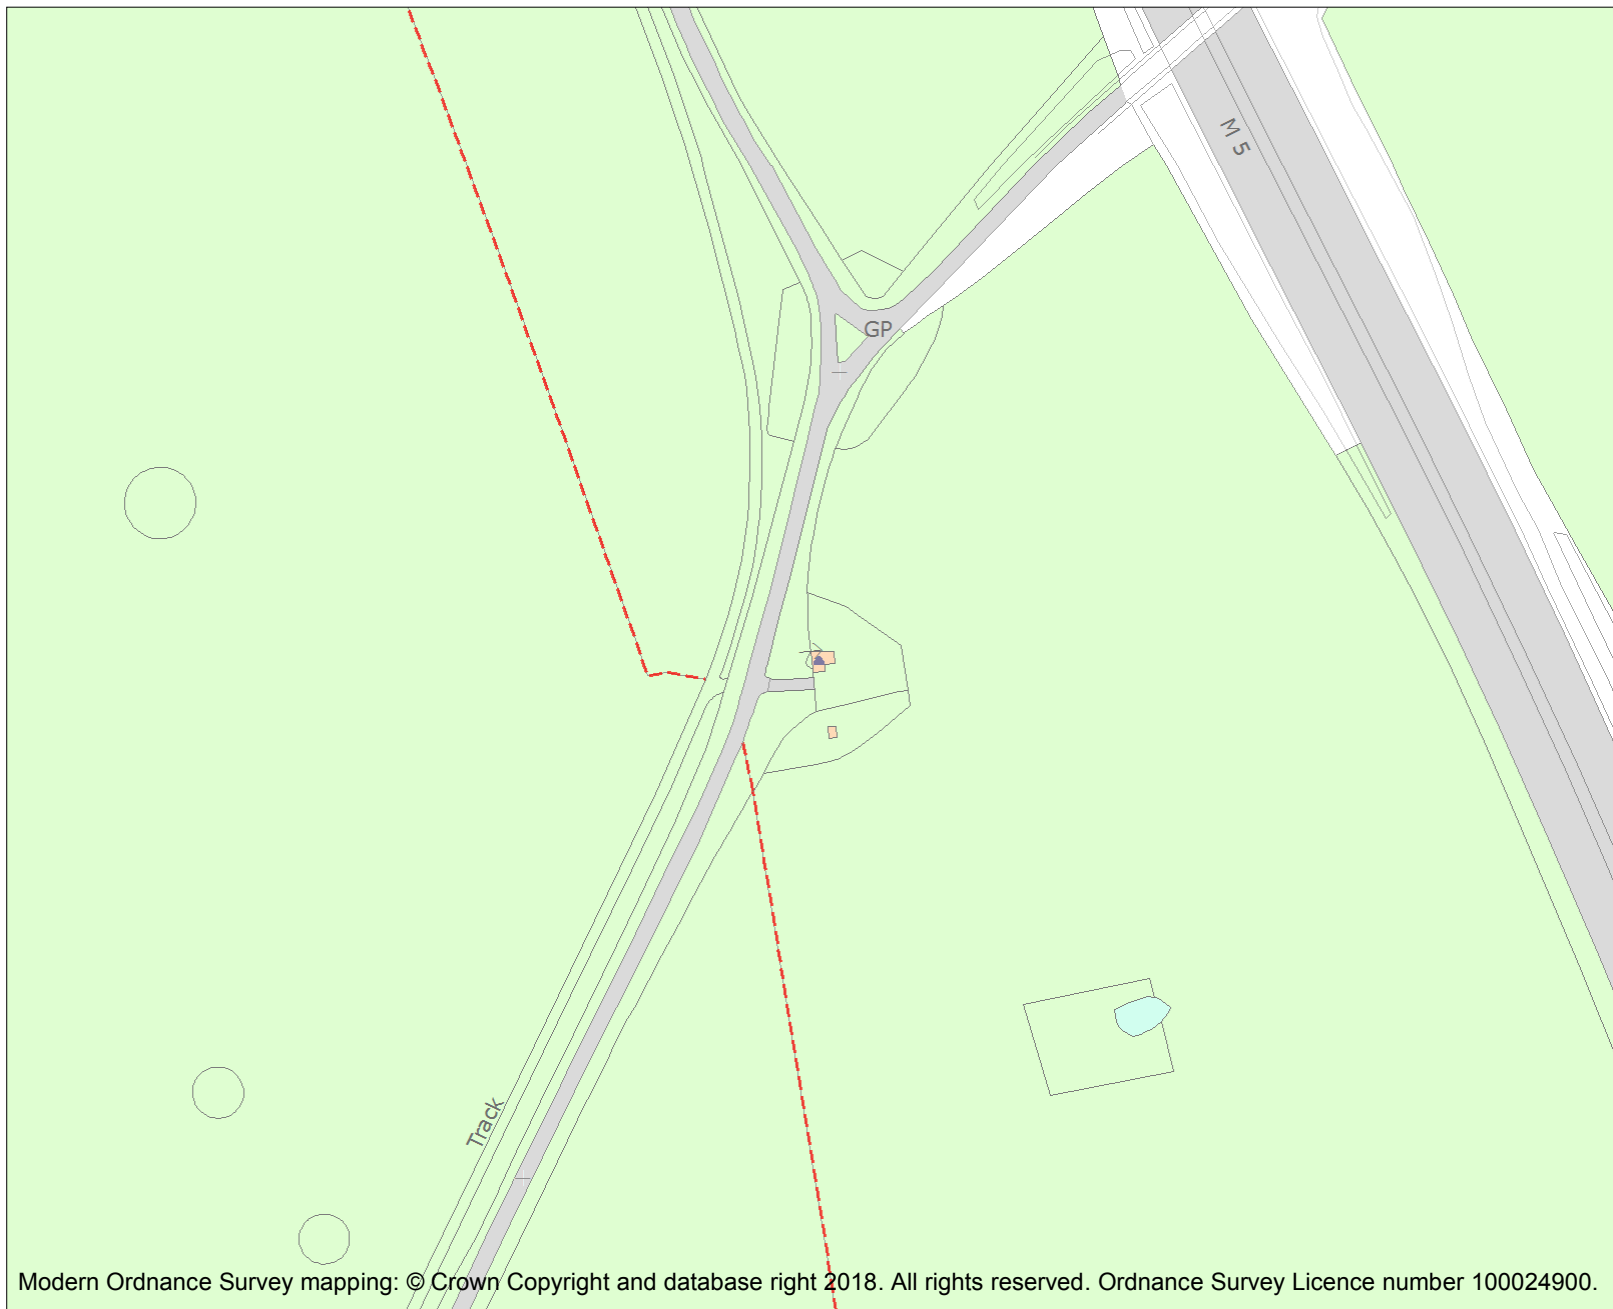 M 5
GP
Track
Modern Ordnance Survey mapping: © Crown Copyright and database right 2018. All rights reserved. Ordnance Survey Licence number 100024900.